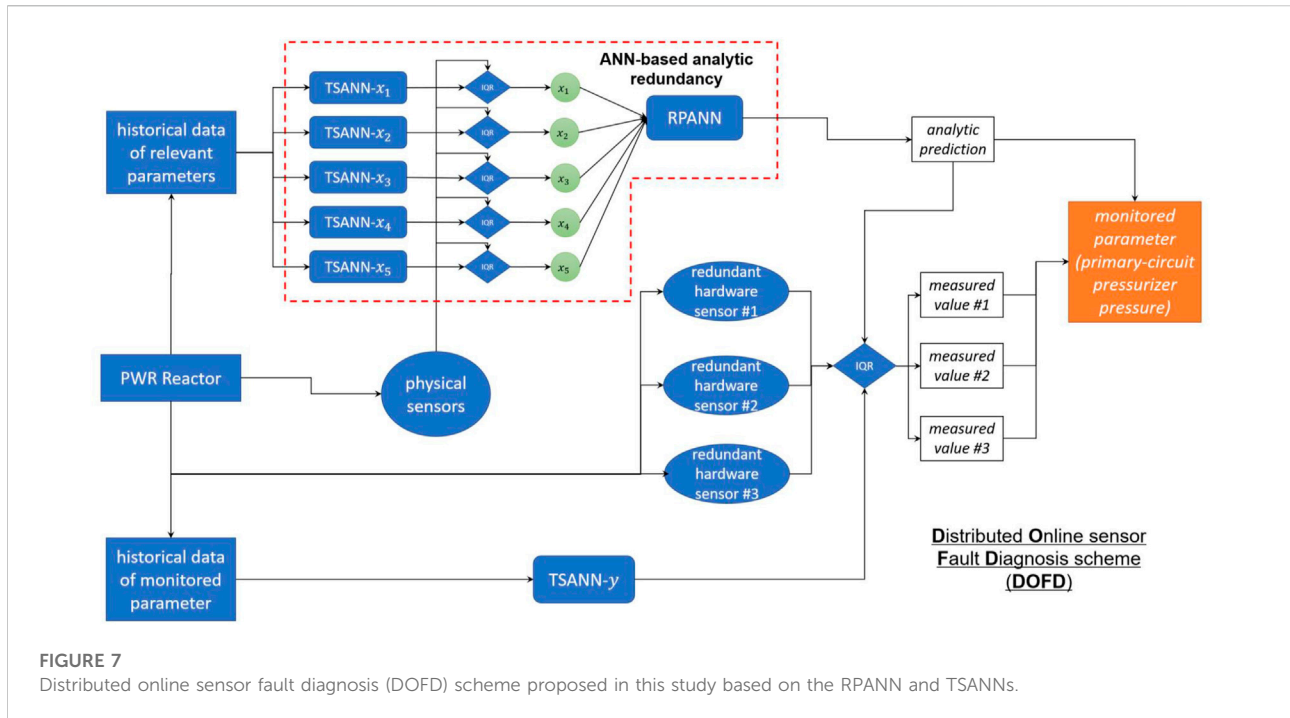 ANN-based analytic
redundancy
historical data
of relevant
parameters
TSANN-x₁
IQR
x₁
TSANN-x₂
IQR
x₂
TSANN-x₃
IQR
x₃
TSANN-x₄
IQR
x₄
TSANN-x₅
IQR
x₅
RPANN
analytic
prediction
monitored
parameter
(primary-circuit
pressurizer
pressure)
PWR Reactor
physical
sensors
redundant
hardware
sensor #1
redundant
hardware
sensor #2
redundant
hardware
sensor #3
IQR
measured
value #1
measured
value #2
measured
value #3
historical data
of monitored
parameter
TSANN-y
Distributed Online sensor
Fault Diagnosis scheme
(DOFD)
FIGURE 7
Distributed online sensor fault diagnosis (DOFD) scheme proposed in this study based on the RPANN and TSANNs.